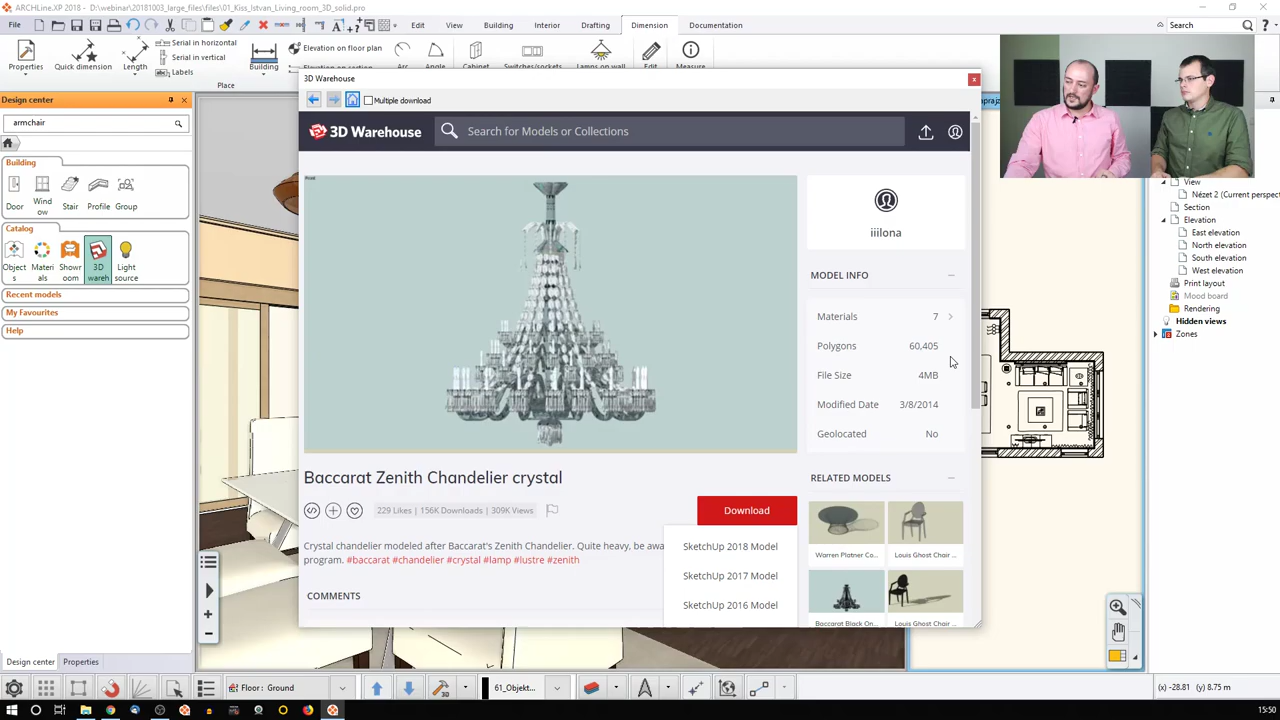 ARCHLine.XP 2018 - D:\webinar\20181003_large_files\files\01_Kiss_Istvan_Living_room_3D_solid.pro
File
Edit View Building Interior Drafting Dimension Documentation
Search
Properties
Quick dimension
Serial in horizontal
Serial in vertical
Labels
Length
Building
Elevation on floor plan
Arc
Angle
Cabinet
Switches/sockets
Lamps on wall
Edit
Measure
Place
Design center
armchair
Building
Door
Wind
ow
Stair
Profile
Group
Catalog
Object
s
Materi
als
Showr
oom
3D
wareh
Light
source
Recent models
My Favourites
Help
3D Warehouse
Multiple download
3D Warehouse
Search for Models or Collections
iiilona
MODEL INFO
Materials 7
Polygons 60,405
File Size 4MB
Modified Date 3/8/2014
Geolocated No
Baccarat Zenith Chandelier crystal
229 Likes | 156K Downloads | 309K Views
Download
Crystal chandelier modeled after Baccarat's Zenith Chandelier. Quite heavy, be awa
program. #baccarat #chandelier #crystal #lamp #lustre #zenith
SketchUp 2018 Model
SketchUp 2017 Model
SketchUp 2016 Model
COMMENTS
RELATED MODELS
Warren Platner Co...
Louis Ghost Chair ...
Baccarat Black On...
Louis Ghost Chair ...
View
Nézet 2 (Current perspect
Section
Elevation
East elevation
North elevation
South elevation
West elevation
Print layout
Mood board
Rendering
Hidden views
Zones
Design center
Properties
Floor : Ground
61_Objekt...
(x) -28.81 (y) 8.75 m
15:50